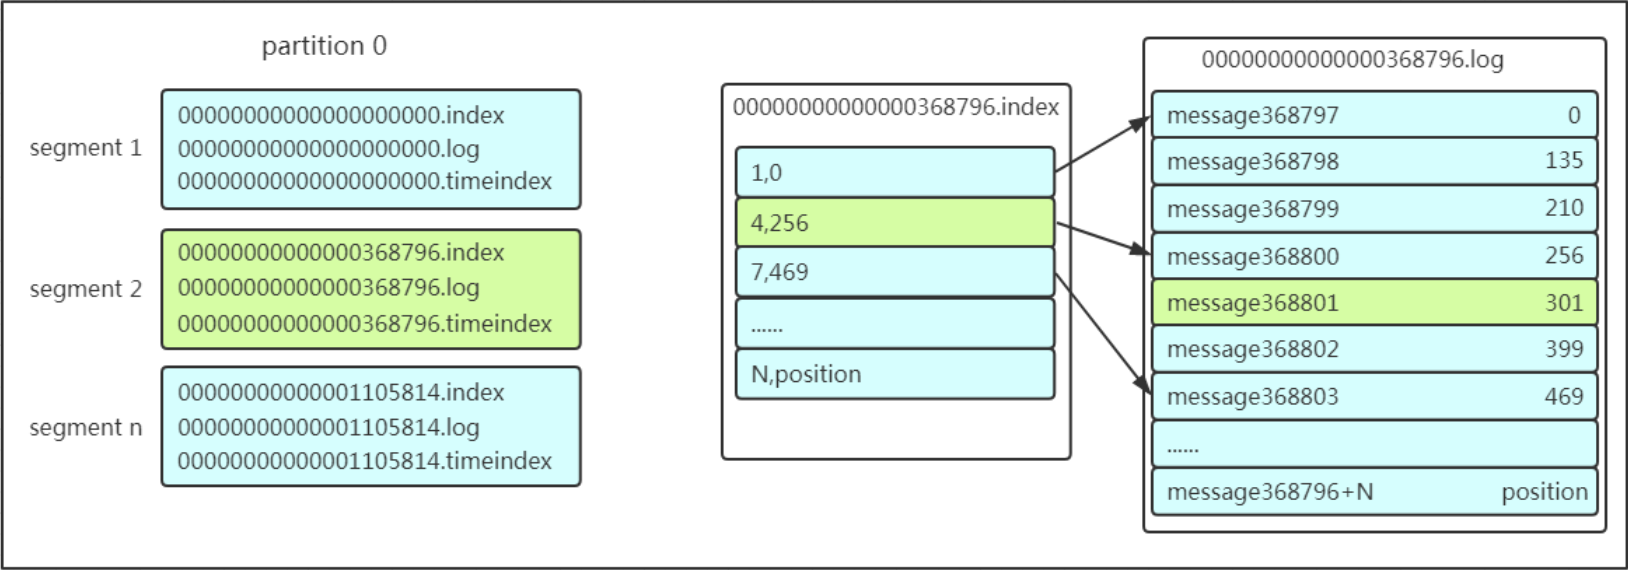 partition 0
segment 1
00000000000000000000.index
00000000000000000000.log
00000000000000000000.timeindex
segment 2
00000000000000368796.index
00000000000000368796.log
00000000000000368796.timeindex
segment n
00000000000001105814.index
00000000000001105814.log
00000000000001105814.timeindex
00000000000000368796.index
1,0
4,256
7,469
......
N,position
00000000000000368796.log
message368797 0
message368798 135
message368799 210
message368800 256
message368801 301
message368802 399
message368803 469
......
message368796+N position